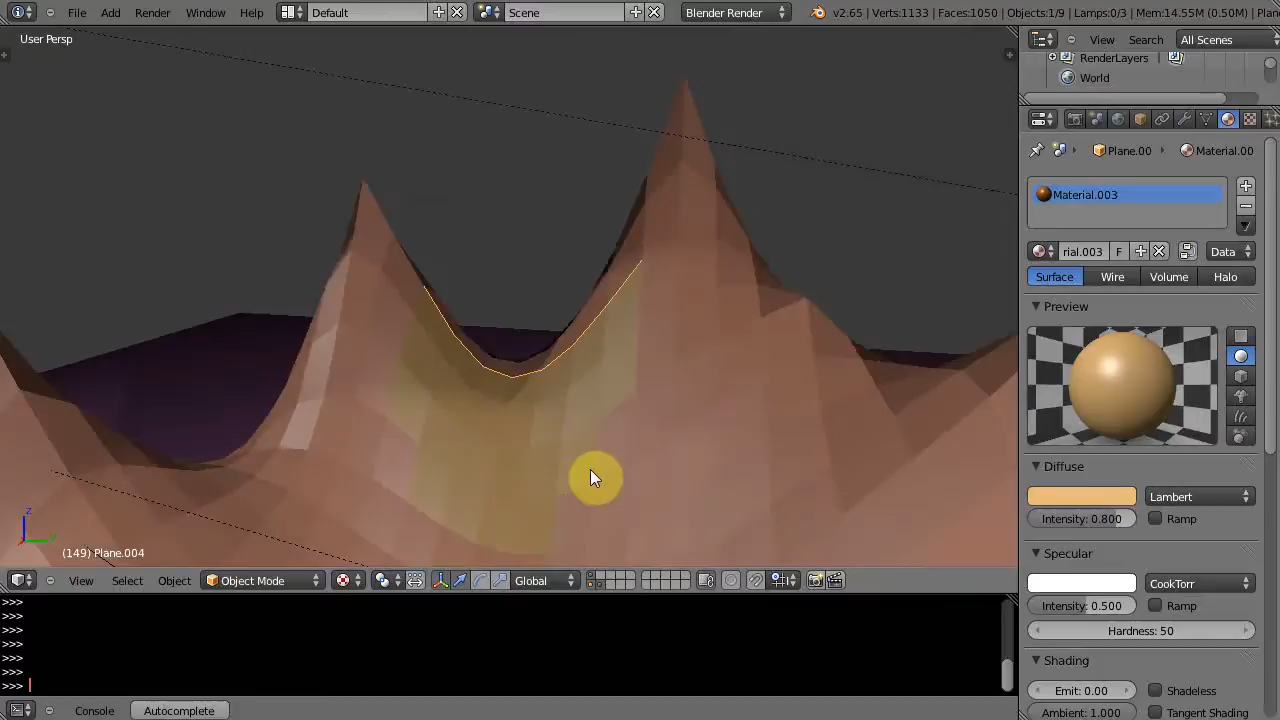 File Add Render Window Help Default Scene Blender Render v2.65 | Verts:1133 | Faces:1050 | Objects:1/9 | Lamps:0/3 | Mem:14.55M (0.50M) |
User Persp
View Search All Scenes
RenderLayers
World
Plane.00 Material.00
Material.003
rial.003 F Data
Surface Wire Volume Halo
Preview
Diffuse
Lambert
Intensity: 0.800 Ramp
Specular
CookTorr
Intensity: 0.500 Ramp
Hardness: 50
Shading
Emit: 0.00 Shadeless
Ambient: 1.000 Tangent Shading
z
(149) Plane.004
View Select Object Object Mode Global
>>>
>>>
>>>
>>>
>>>
>>>
>>>
Console Autocomplete